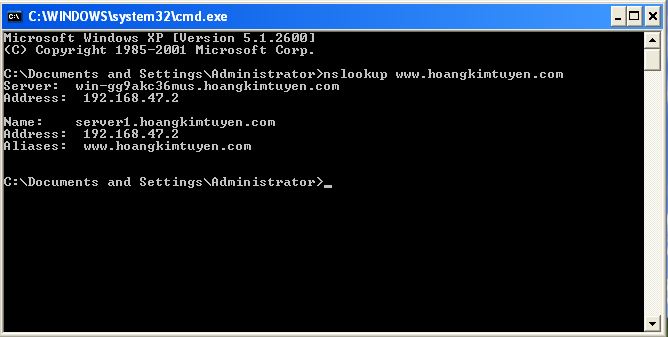 C:\WINDOWS\system32\cmd.exe
Microsoft Windows XP [Version 5.1.2600]
(C) Copyright 1985-2001 Microsoft Corp.
C:\Documents and Settings\Administrator>nslookup www.hoangkimtuyen.com
Server:  win-gg9akc36mus.hoangkimtuyen.com
Address:  192.168.47.2
Name:    server1.hoangkimtuyen.com
Address:  192.168.47.2
Aliases:  www.hoangkimtuyen.com
C:\Documents and Settings\Administrator>_